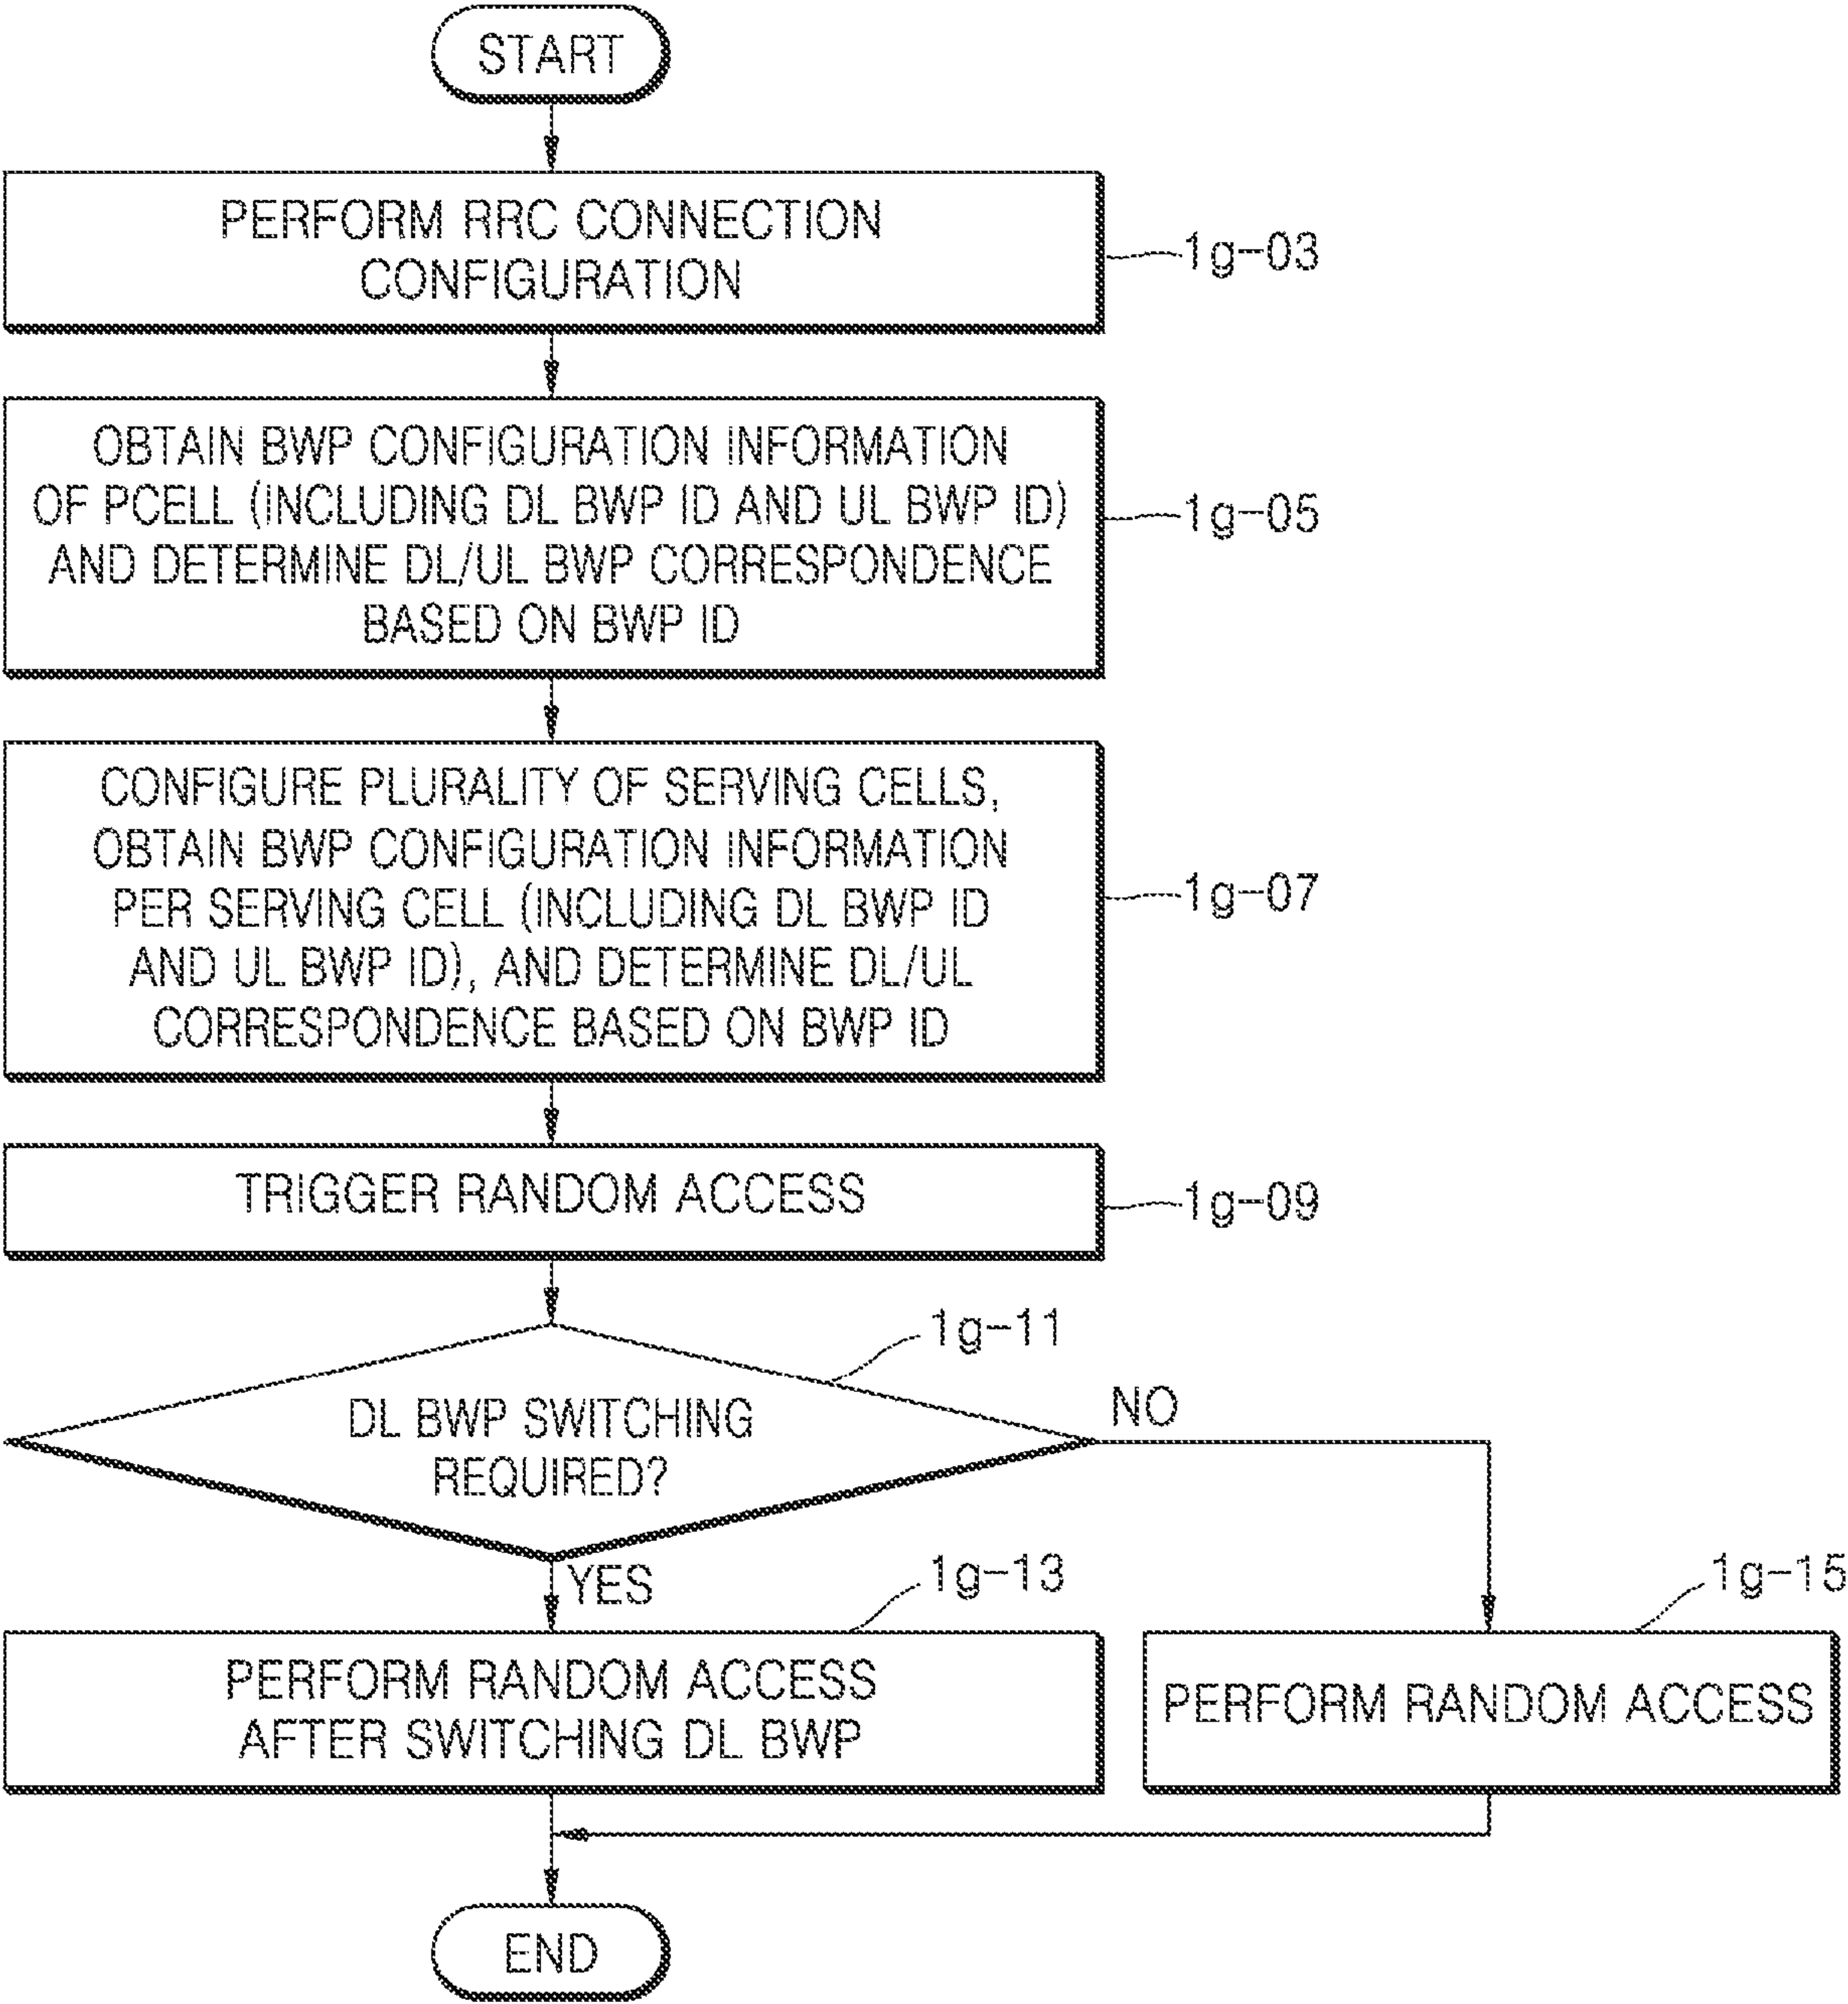 START
PERFORM RRC CONNECTION
CONFIGURATION
1g-03
OBTAIN BWP CONFIGURATION INFORMATION
OF PCELL (INCLUDING DL BWP ID AND UL BWP ID)
AND DETERMINE DL/UL BWP CORRESPONDENCE
BASED ON BWP ID
1g-05
CONFIGURE PLURALITY OF SERVING CELLS,
OBTAIN BWP CONFIGURATION INFORMATION
PER SERVING CELL (INCLUDING DL BWP ID
AND UL BWP ID), AND DETERMINE DL/UL
CORRESPONDENCE BASED ON BWP ID
1g-07
TRIGGER RANDOM ACCESS
1g-09
1g-11
DL BWP SWITCHING
REQUIRED?
NO
YES
1g-13
1g-15
PERFORM RANDOM ACCESS
AFTER SWITCHING DL BWP
PERFORM RANDOM ACCESS
END